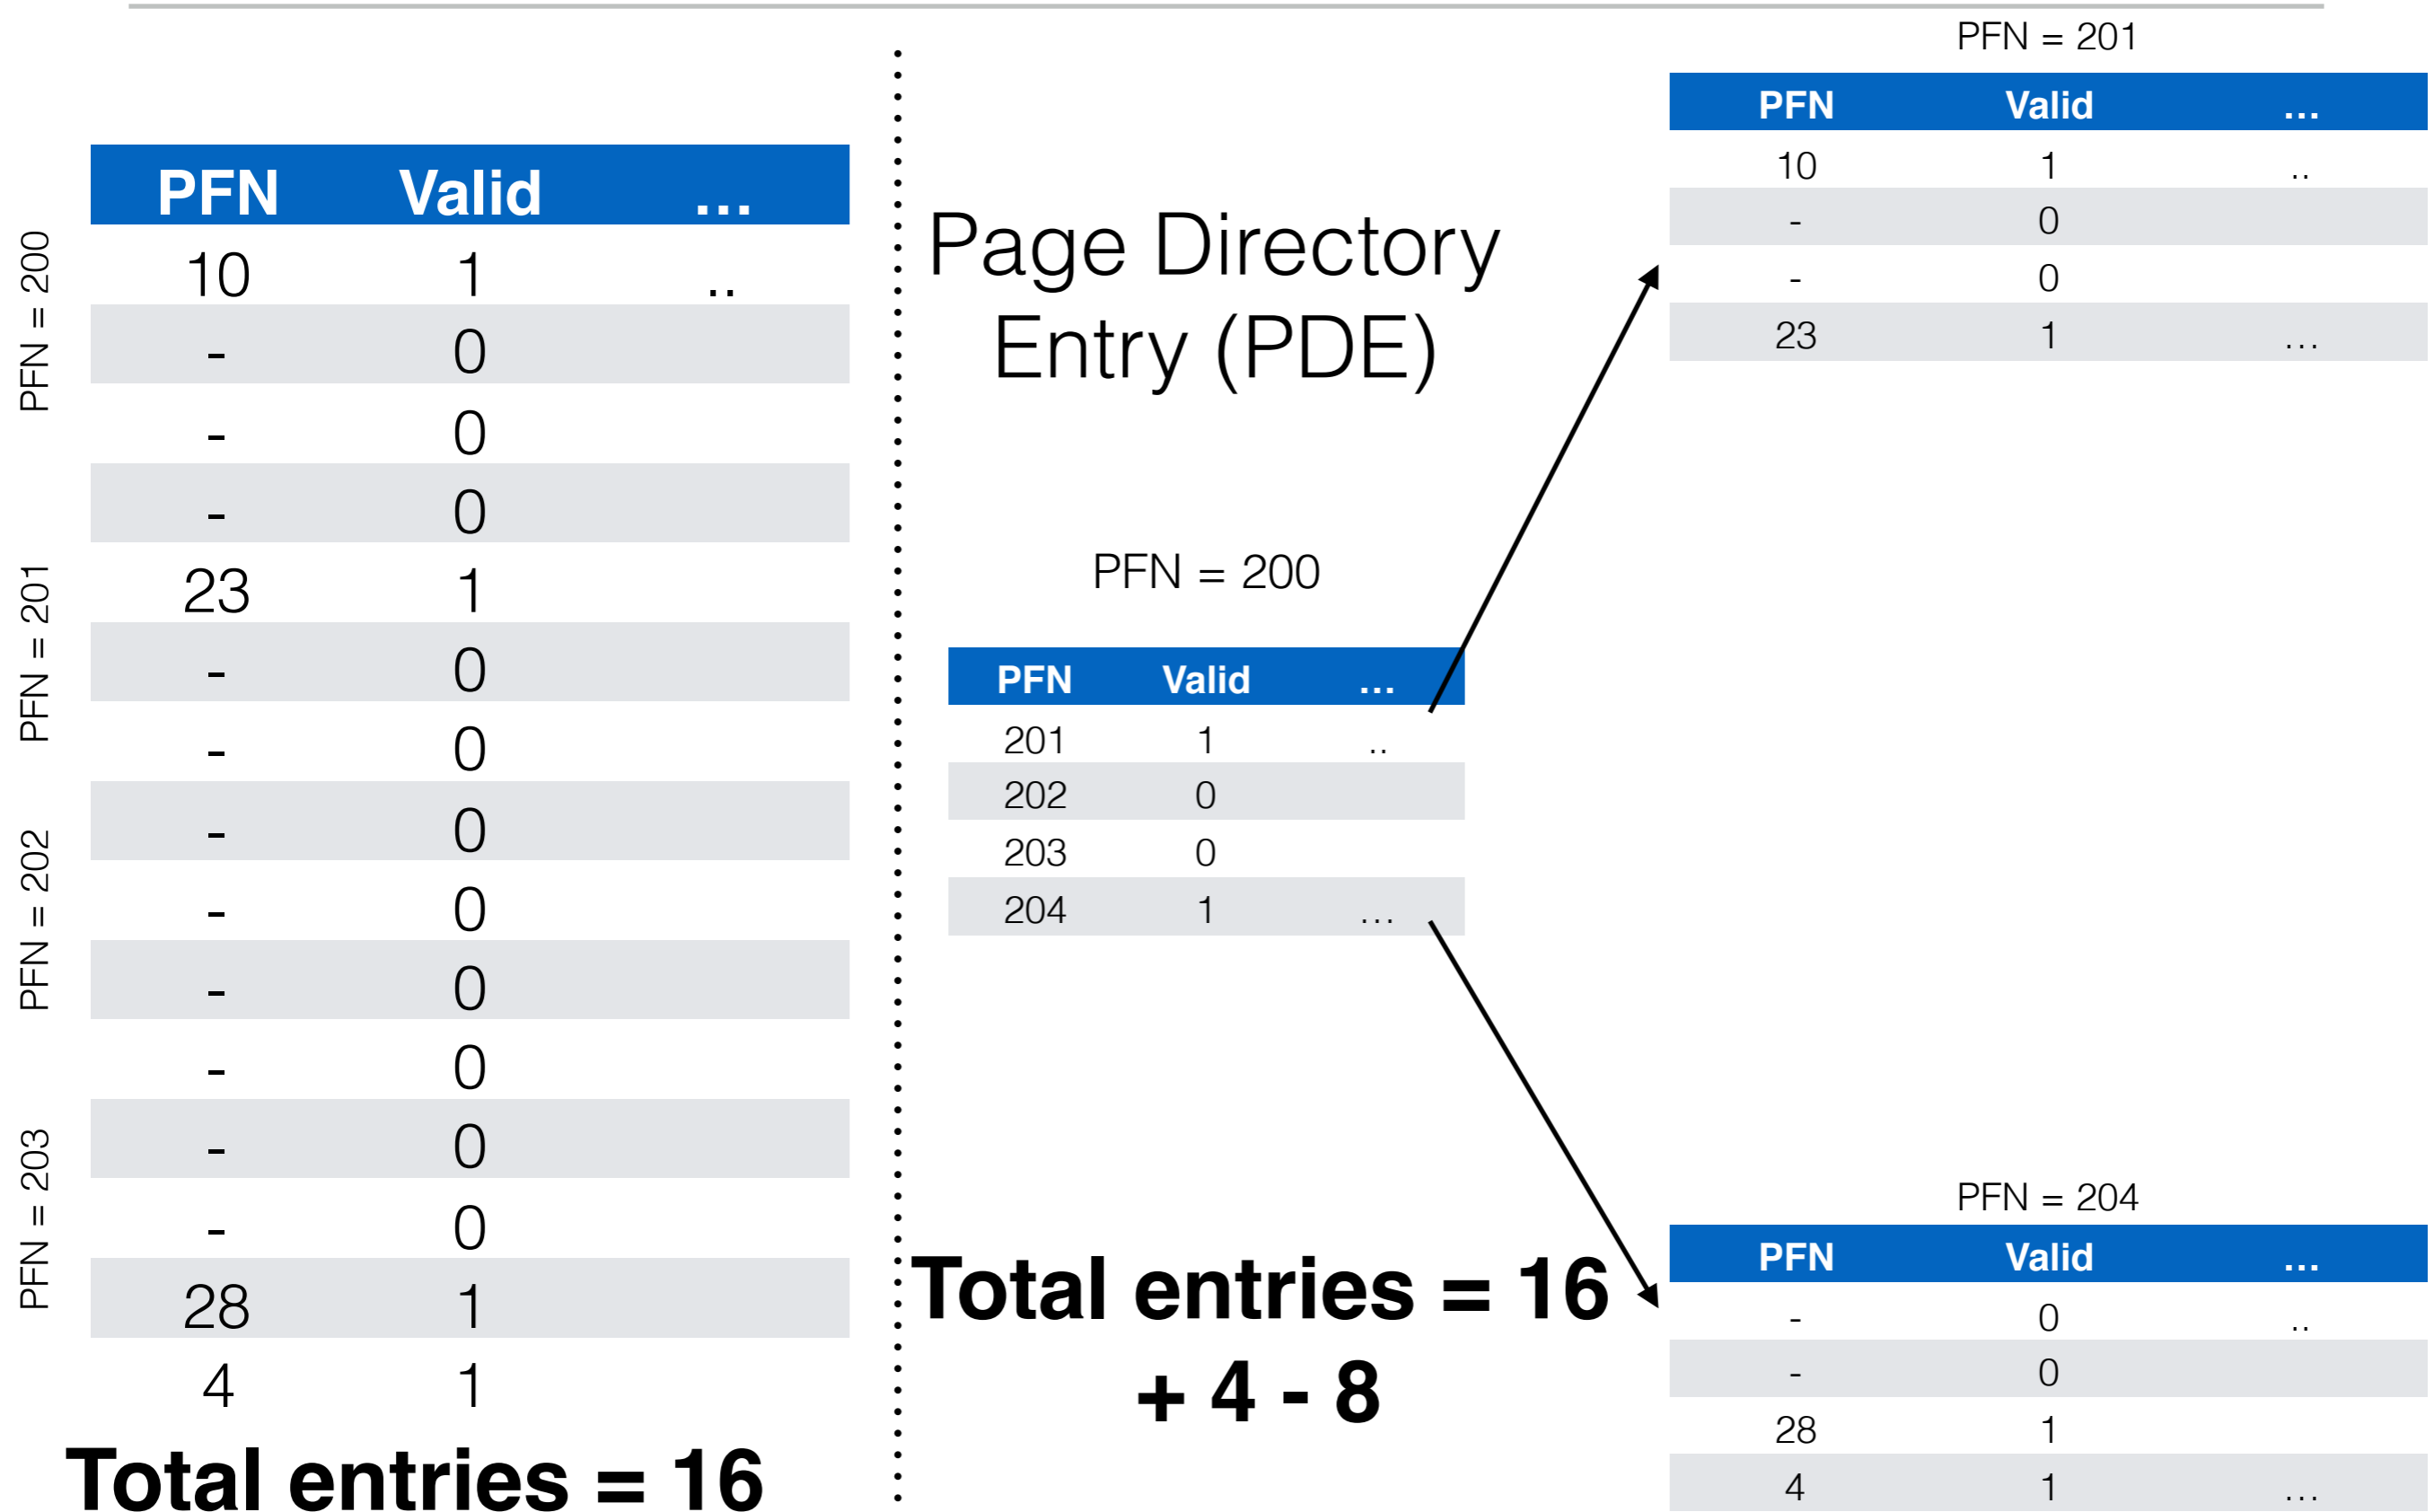 PFN Valid ...
10 1 ..
- 0
- 0
- 0
23 1
- 0
- 0
- 0
- 0
- 0
- 0
- 0
- 0
28 1
4 1
Total entries = 16
PFN = 200
PFN = 201
PFN = 202
PFN = 203
Page Directory
Entry (PDE)
PFN = 200
PFN Valid ...
201 1 ..
202 0
203 0
204 1 ...
Total entries = 16
+ 4 - 8
PFN = 201
PFN Valid ...
10 1 ..
- 0
- 0
23 1 ...
PFN = 204
PFN Valid ...
- 0 ..
- 0
28 1
4 1 ...